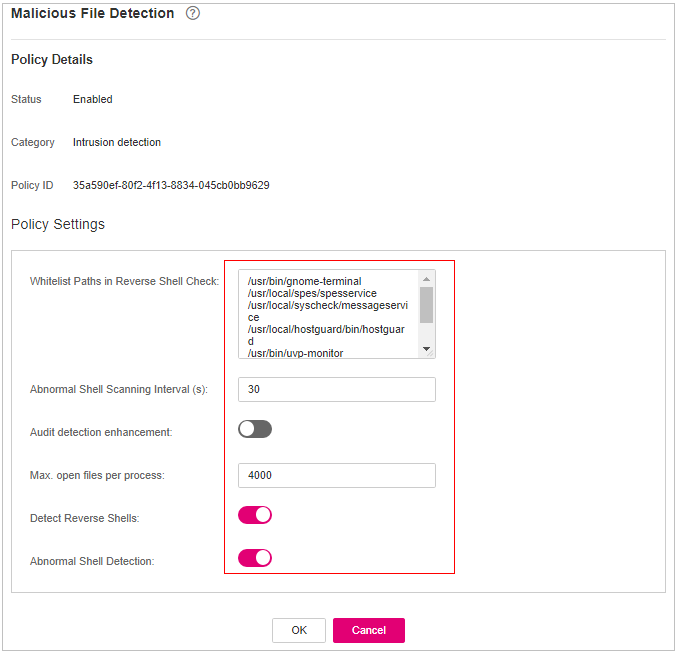 Malicious File Detection ?
Policy Details
Status Enabled
Category Intrusion detection
Policy ID 35a590ef-80f2-4f13-8834-045cb0bb9629
Policy Settings
Whitelist Paths in Reverse Shell Check:
/usr/bin/gnome-terminal
/usr/local/spes/spesservice
/usr/local/syscheck/messageservi
ce
/usr/local/hostguard/bin/hostguar
d
/usr/bin/uvp-monitor
Abnormal Shell Scanning Interval (s): 30
Audit detection enhancement:
Max. open files per process: 4000
Detect Reverse Shells:
Abnormal Shell Detection:
OK Cancel